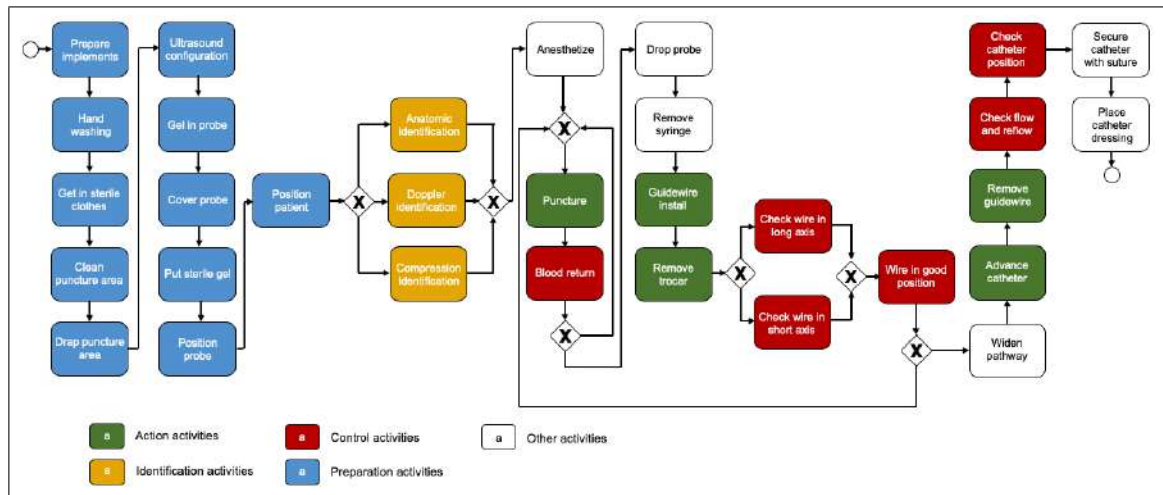 Prepare
implements
Hand
washing
Get in sterile
clothes
Clean
puncture area
Drap puncture
area
Ultrasound
configuration
Gel in probe
Cover probe
Put sterile gel
Position
probe
Position
patient
X
Anatomic
identification
Doppler
identification
Compression
identification
X
Anesthetize
X
Puncture
Blood return
X
Drop probe
Remove
syringe
Guidewire
install
Remove
trocar
X
Check wire in
long axis
Check wire in
short axis
X
Wire in good
position
X
Widen
pathway
Advance
catheter
Remove
guidewire
Check flow
and reflow
Check
catheter
position
Secure
catheter
with suture
Place
catheter
dressing
a Action activities
a Control activities
a Other activities
a Identification activities
a Preparation activities